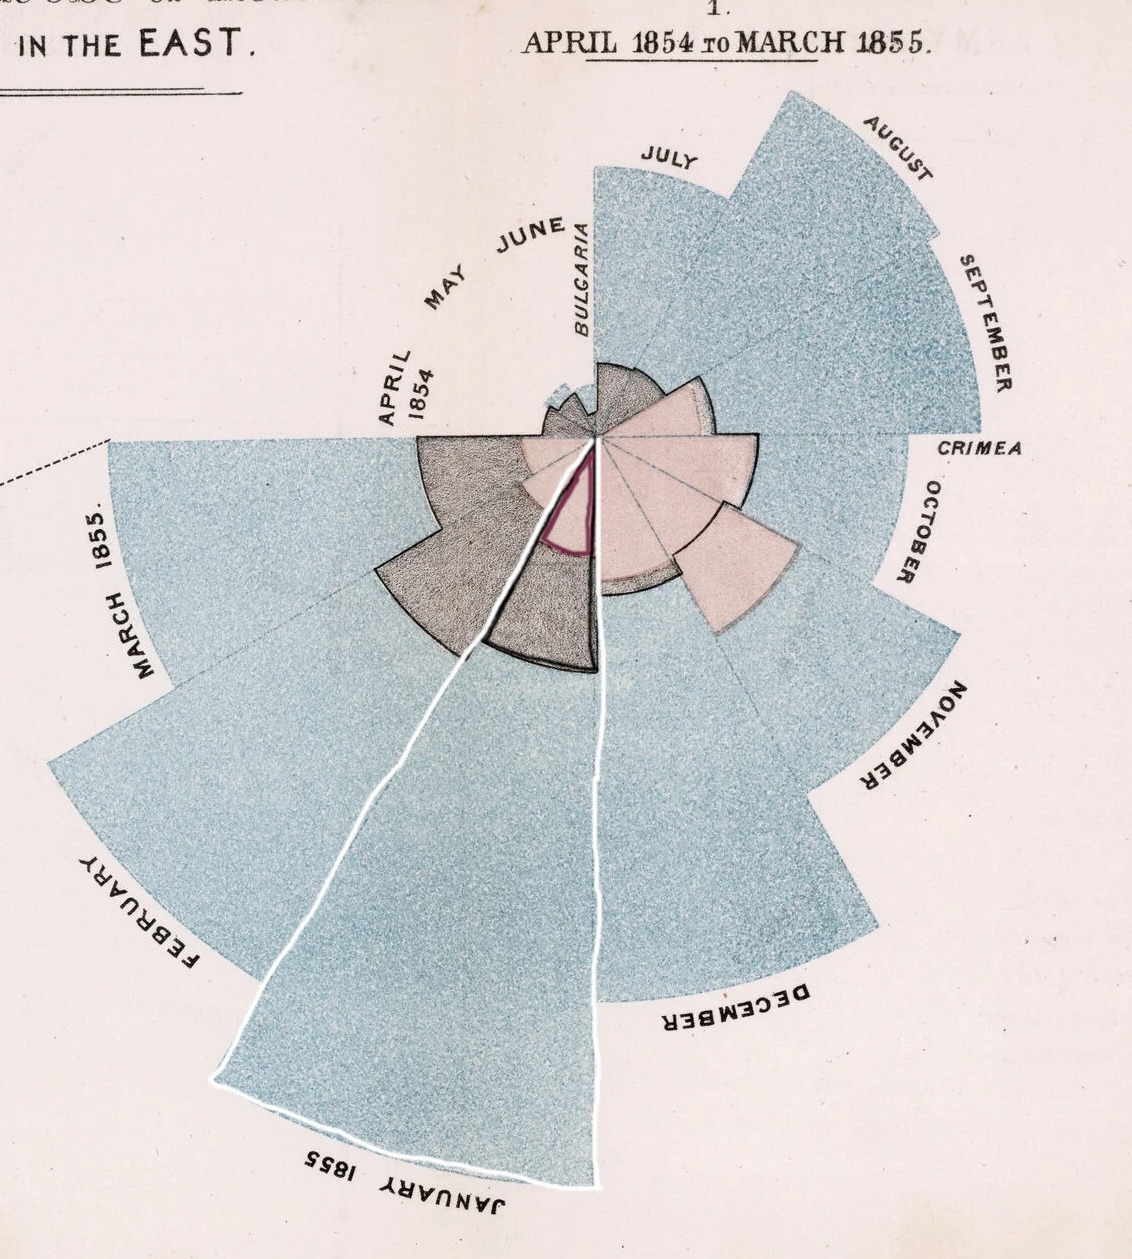 1.
IN THE EAST.
APRIL 1854 TO MARCH 1855.
APRIL
1854
MAY
JUNE
BULGARIA
JULY
AUGUST
SEPTEMBER
CRIMEA
OCTOBER
NOVEMBER
DECEMBER
JANUARY 1855
FEBRUARY
MARCH 1855.